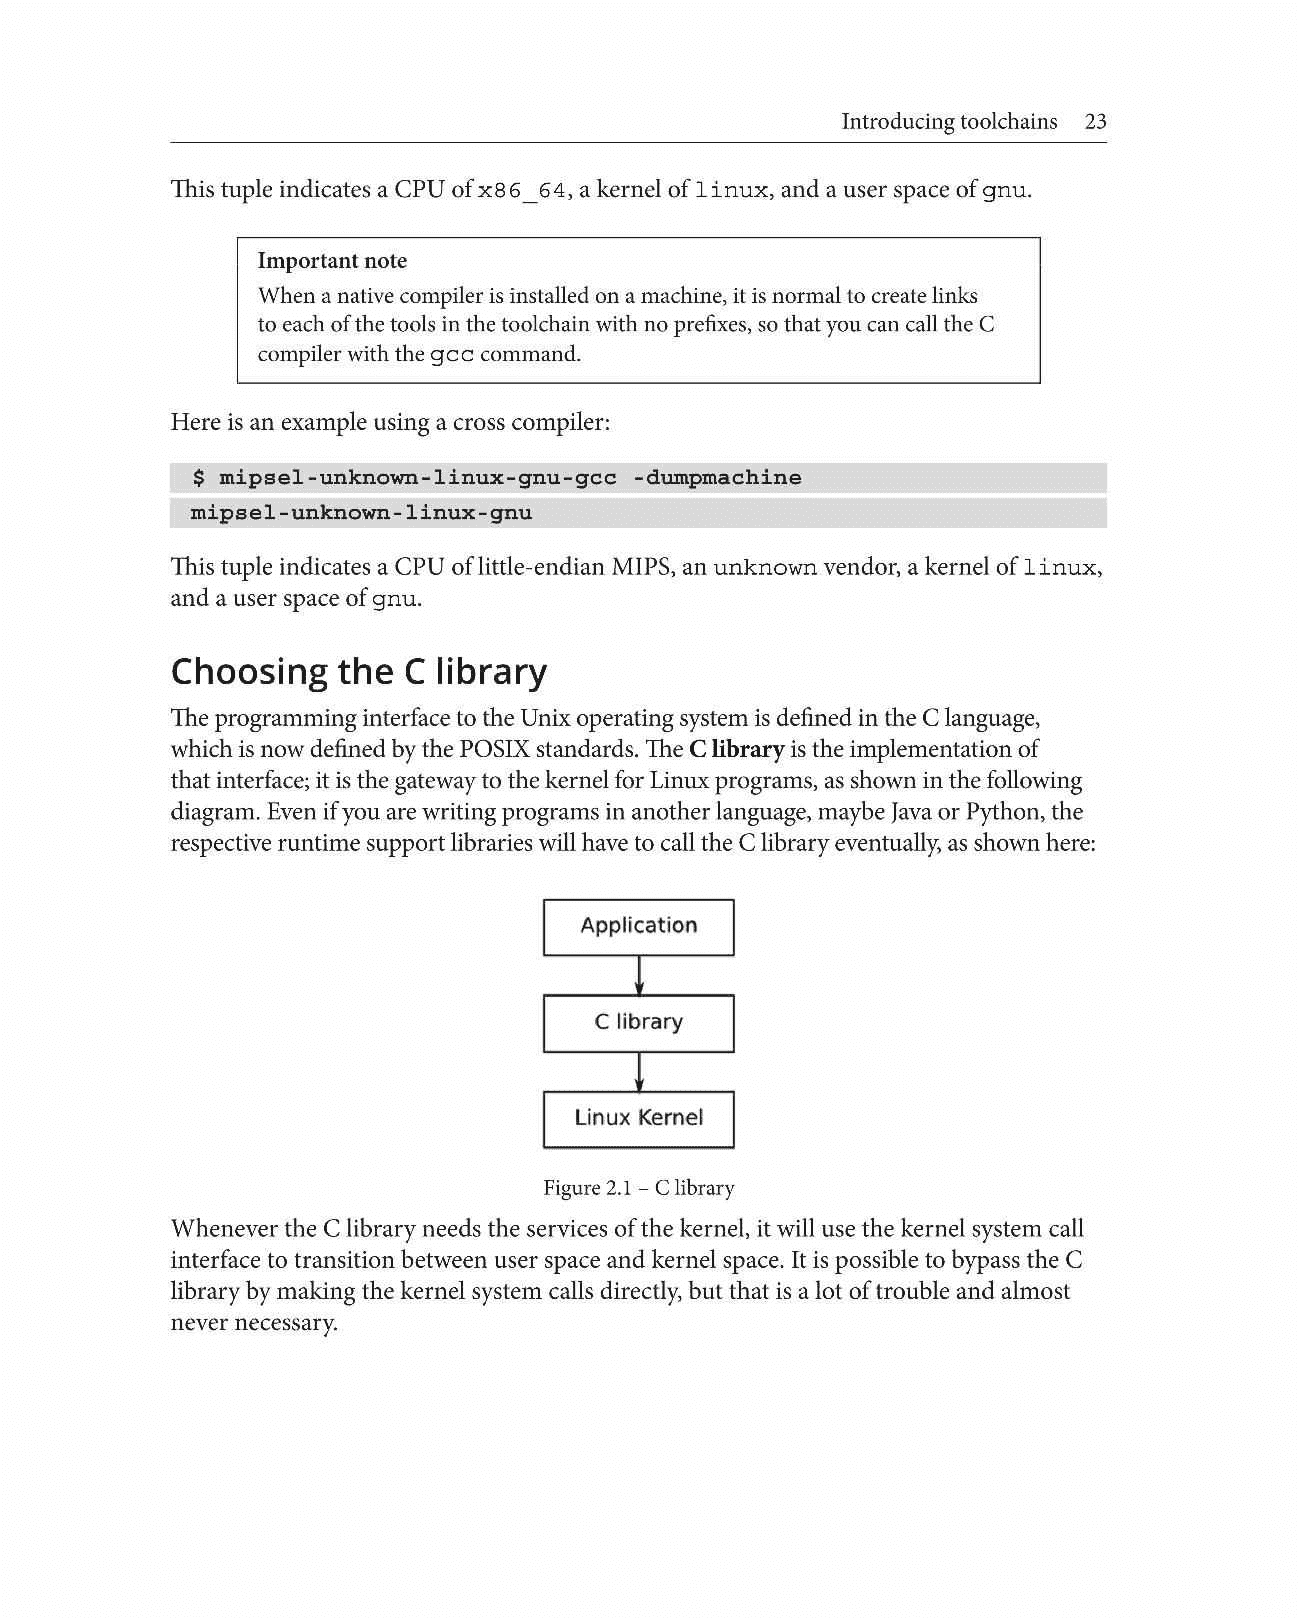 Introducing toolchains 23
This tuple indicates a CPU of x86_64, a kernel of linux, and a user space of gnu.
Important note
When a native compiler is installed on a machine, it is normal to create links
to each of the tools in the toolchain with no prefixes, so that you can call the C
compiler with the gcc command.
Here is an example using a cross compiler:
$ mipsel-unknown-linux-gnu-gcc -dumpmachine
mipsel-unknown-linux-gnu
This tuple indicates a CPU of little-endian MIPS, an unknown vendor, a kernel of linux,
and a user space of gnu.
Choosing the C library
The programming interface to the Unix operating system is defined in the C language,
which is now defined by the POSIX standards. The C library is the implementation of
that interface; it is the gateway to the kernel for Linux programs, as shown in the following
diagram. Even if you are writing programs in another language, maybe Java or Python, the
respective runtime support libraries will have to call the C library eventually, as shown here:
Application
C library
Linux Kernel
Figure 2.1 – C library
Whenever the C library needs the services of the kernel, it will use the kernel system call
interface to transition between user space and kernel space. It is possible to bypass the C
library by making the kernel system calls directly, but that is a lot of trouble and almost
never necessary.